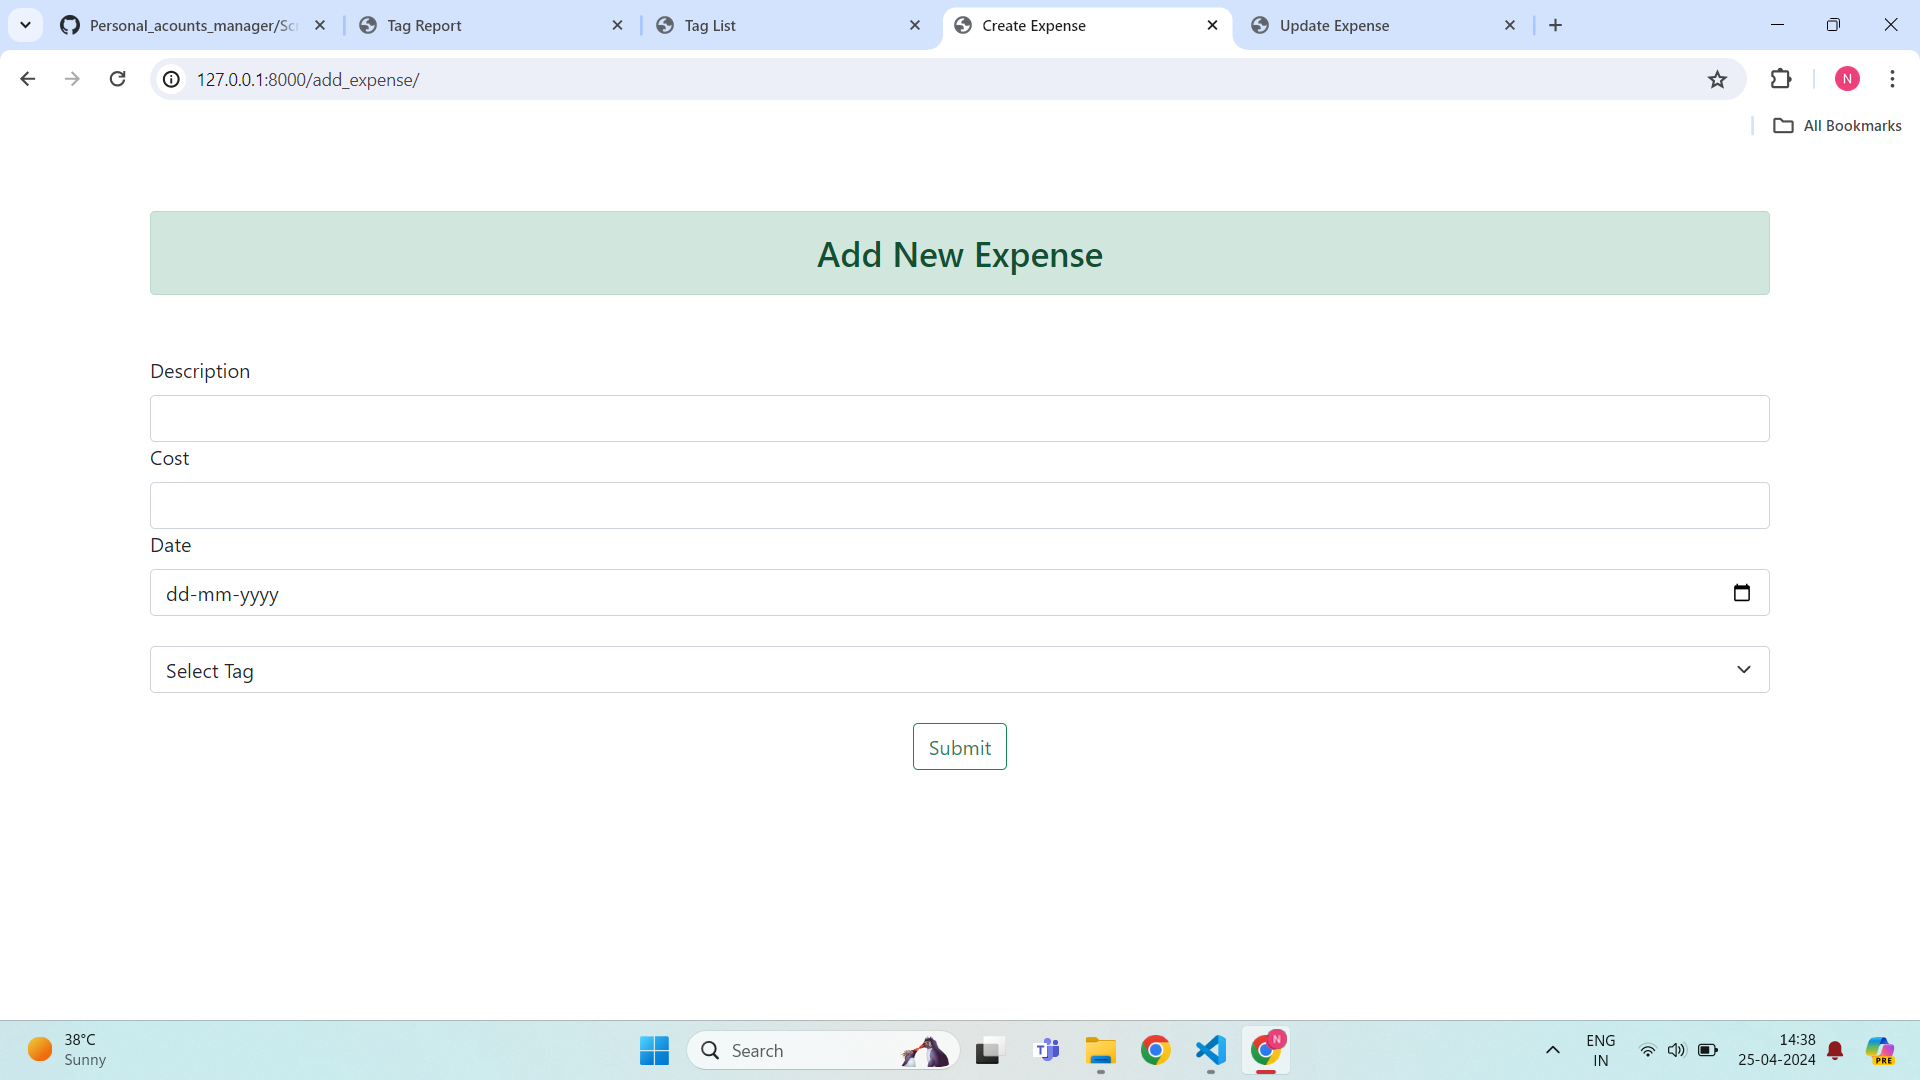 Personal_acounts_manager/Scr
Tag Report
Tag List
Create Expense
Update Expense
127.0.0.1:8000/add_expense/
N
All Bookmarks
Add New Expense
Description
Cost
Date
dd-mm-yyyy
Select Tag
Submit
38°C
Sunny
Search
T
N
ENG
IN
14:38
25-04-2024
PRE